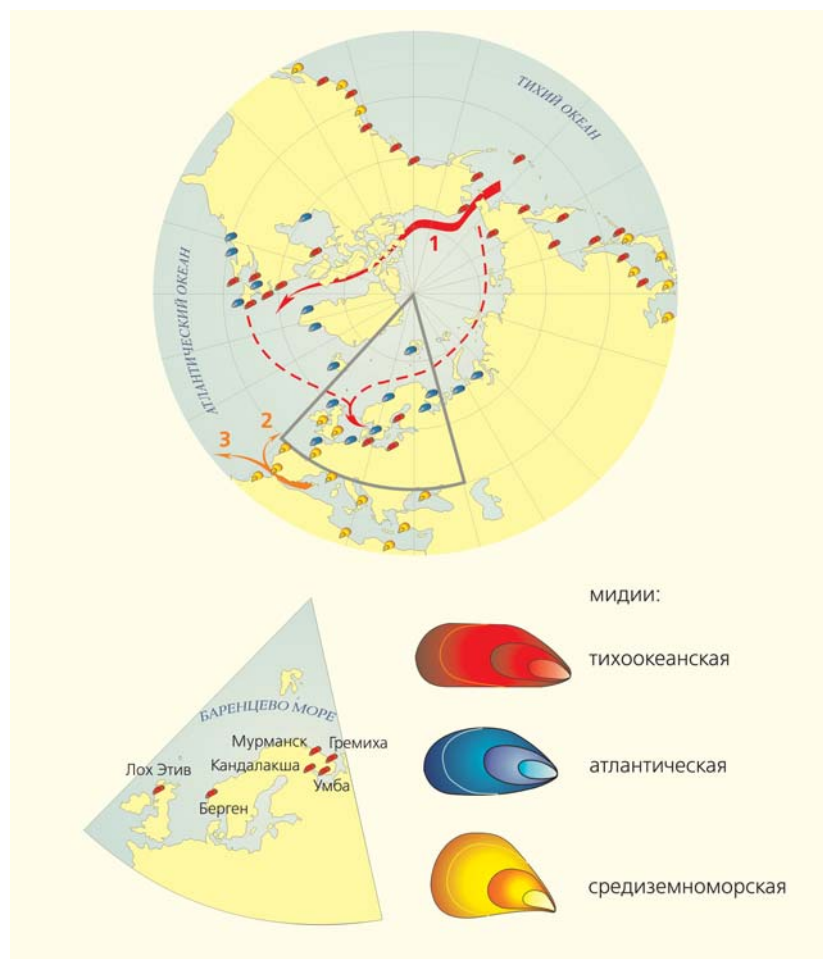 ТИХИЙ ОКЕАН
АТЛАНТИЧЕСКИЙ ОКЕАН
1
2
3
мидии:
тихоокеанская
атлантическая
средиземноморская
БАРЕНЦЕВО МОРЕ
Мурманск
Гремиха
Лох Этив
Кандалакша
Умба
Берген